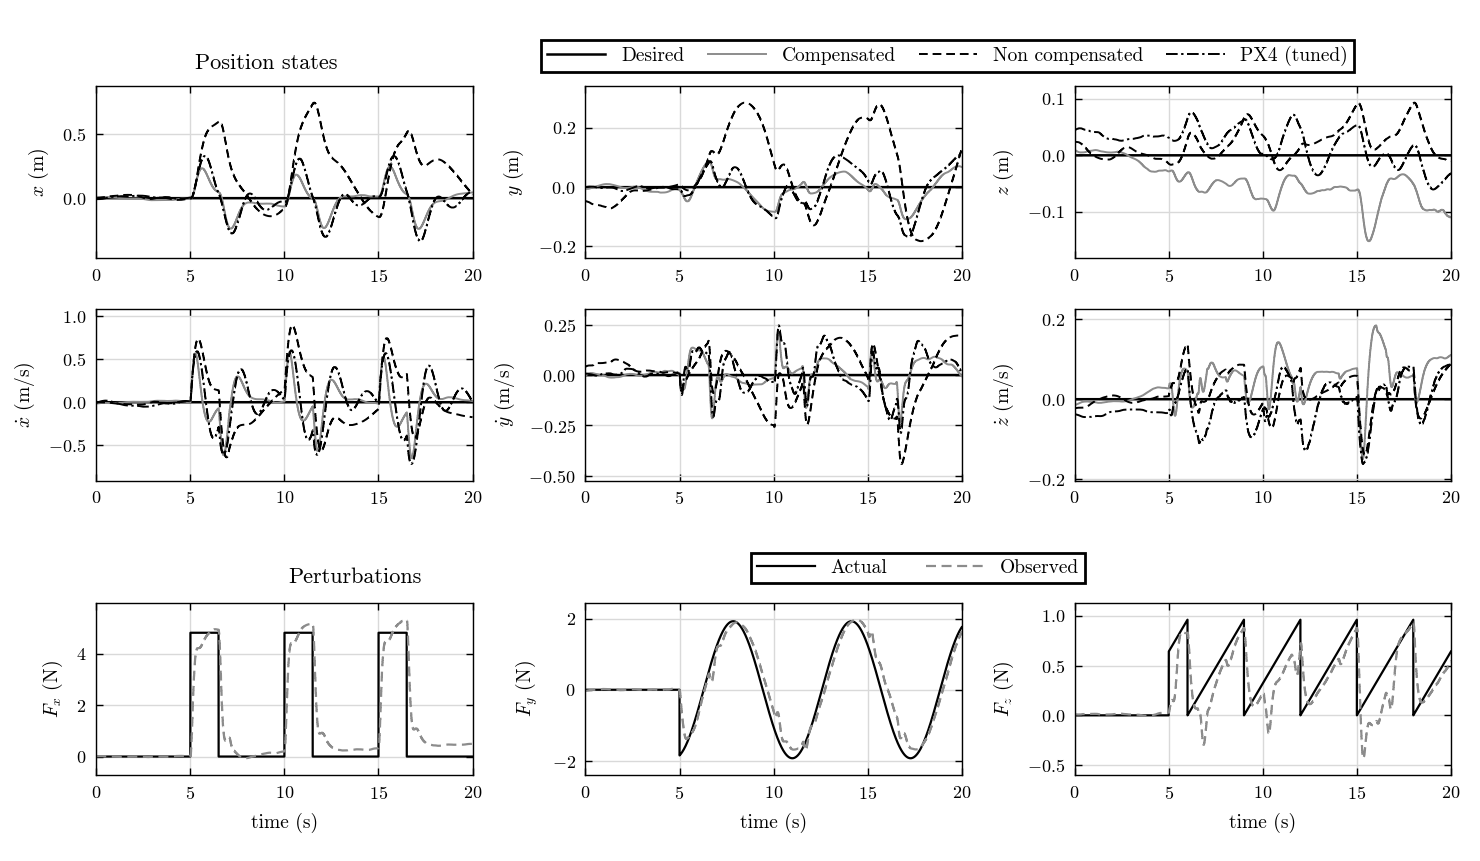 Position states
Desired Compensated Non compensated PX4 (tuned)
x (m)
0.5
0.0
0 5 10 15 20
y (m)
0.2
0.0
−0.2
0 5 10 15 20
z (m)
0.1
0.0
−0.1
0 5 10 15 20
ẋ (m/s)
1.0
0.5
0.0
−0.5
0 5 10 15 20
ẏ (m/s)
0.25
0.00
−0.25
−0.50
0 5 10 15 20
ż (m/s)
0.2
0.0
−0.2
0 5 10 15 20
Perturbations
Actual Observed
F_x (N)
4
2
0
0 5 10 15 20
time (s)
F_y (N)
2
0
−2
0 5 10 15 20
time (s)
F_z (N)
1.0
0.5
0.0
−0.5
0 5 10 15 20
time (s)